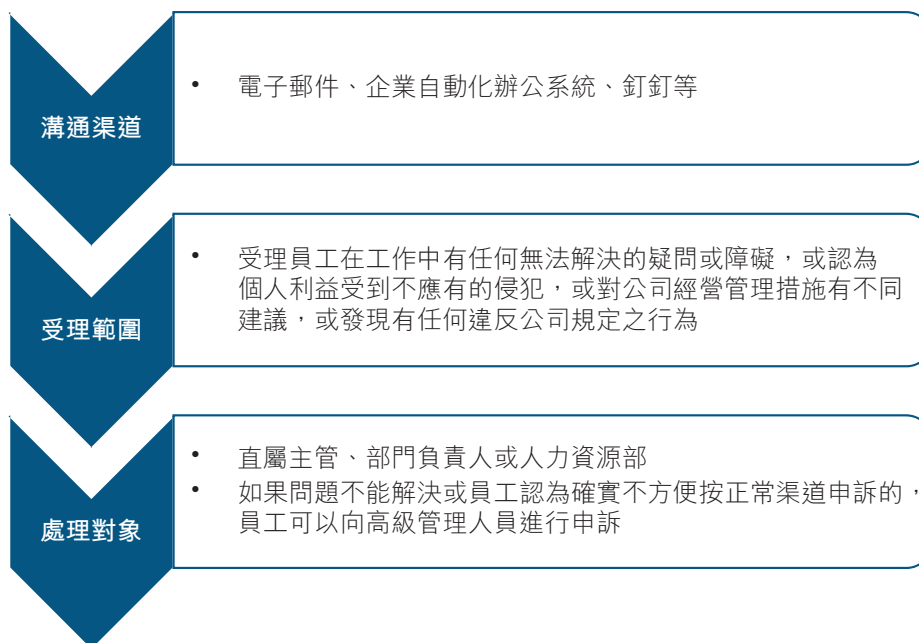 溝通渠道
• 電子郵件、企業自動化辦公系統、釘釘等
受理範圍
• 受理員工在工作中有任何無法解決的疑問或障礙，或認為
個人利益受到不應有的侵犯，或對公司經營管理措施有不同
建議，或發現有任何違反公司規定之行為
處理對象
• 直屬主管、部門負責人或人力資源部
• 如果問題不能解決或員工認為確實不方便按正常渠道申訴的，
員工可以向高級管理人員進行申訴